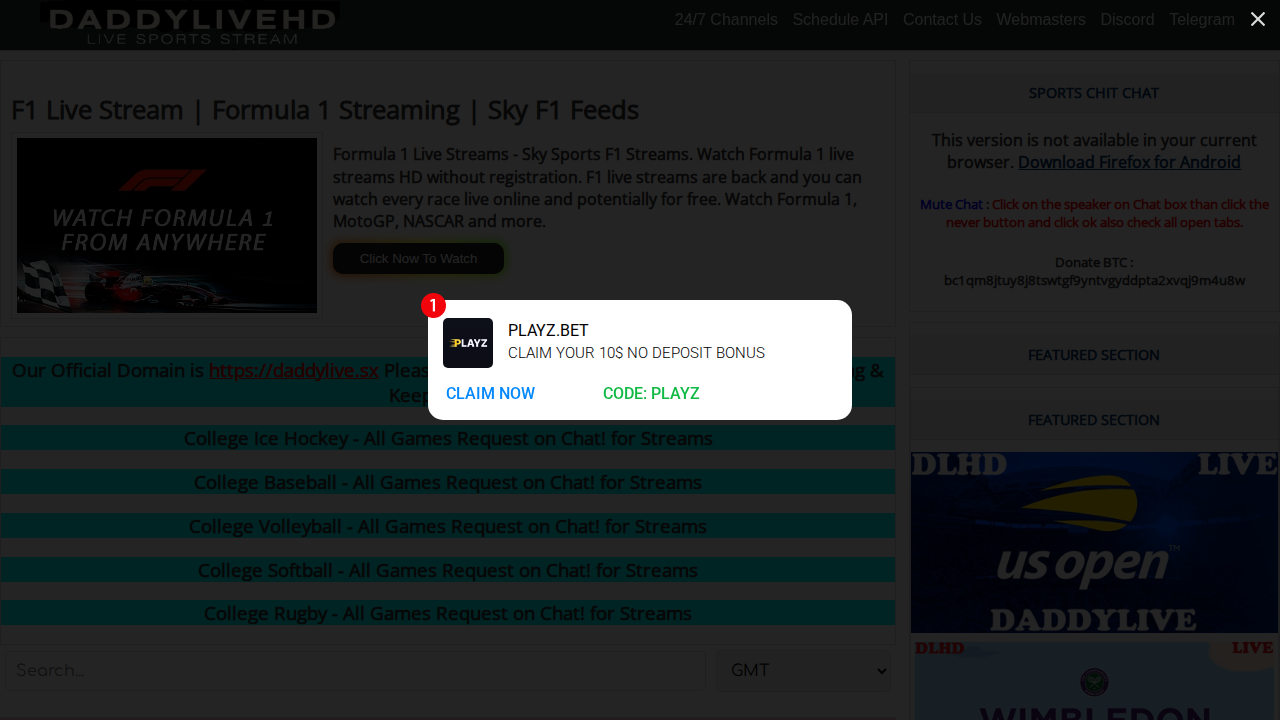 DADDYLIVEHD
LIVE SPORTS STREAM
24/7 Channels Schedule API Contact Us Webmasters Discord Telegram
F1 Live Stream | Formula 1 Streaming | Sky F1 Feeds
WATCH FORMULA 1
FROM ANYWHERE
Formula 1 Live Streams - Sky Sports F1 Streams. Watch Formula 1 live
streams HD without registration. F1 live streams are back and you can
watch every race live online and potentially for free. Watch Formula 1,
MotoGP, NASCAR and more.
Click Now To Watch
1
PLAYZ
PLAYZ.BET
CLAIM YOUR 10$ NO DEPOSIT BONUS
CLAIM NOW CODE: PLAYZ
Our Official Domain is https://daddylive.sx &
College Ice Hockey - All Games Request on Chat! for Streams
College Baseball - All Games Request on Chat! for Streams
College Volleyball - All Games Request on Chat! for Streams
College Softball - All Games Request on Chat! for Streams
College Rugby - All Games Request on Chat! for Streams
Search...
GMT
SPORTS CHIT CHAT
This version is not available in your current
browser. Download Firefox for Android
Mute Chat : Click on the speaker on Chat box than click the
never button and click ok also check all open tabs.
Donate BTC :
bc1qm8jtuy8j8tswtgf9yntvgyddpta2xvqj9m4u8w
FEATURED SECTION
FEATURED SECTION
DLHD LIVE
us open
DADDYLIVE
DLHD LIVE
WIMBLEDON